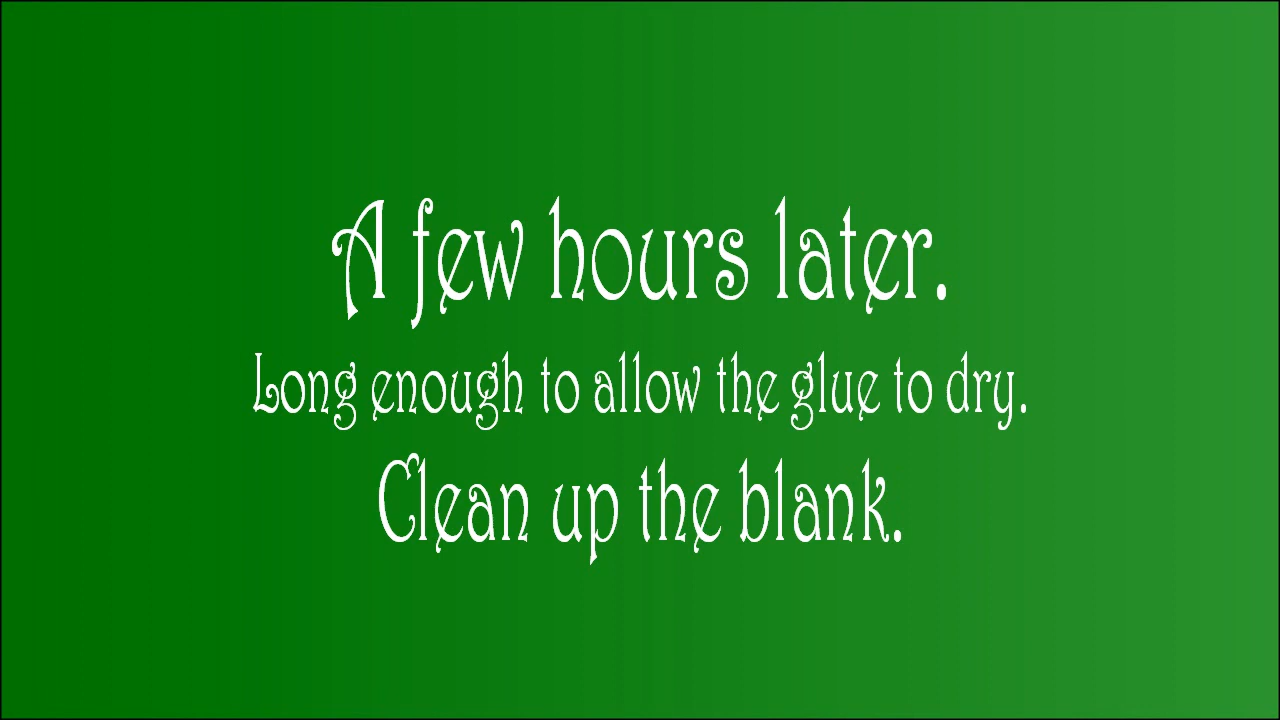 A few hours later.
Long enough to allow the glue to dry.
Clean up the blank.